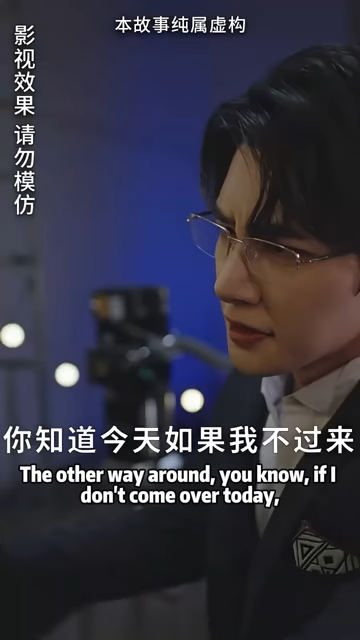 本故事纯属虚构
影视效果 请勿模仿
你知道今天如果我不过来
The other way around, you know, if I
don't come over today,